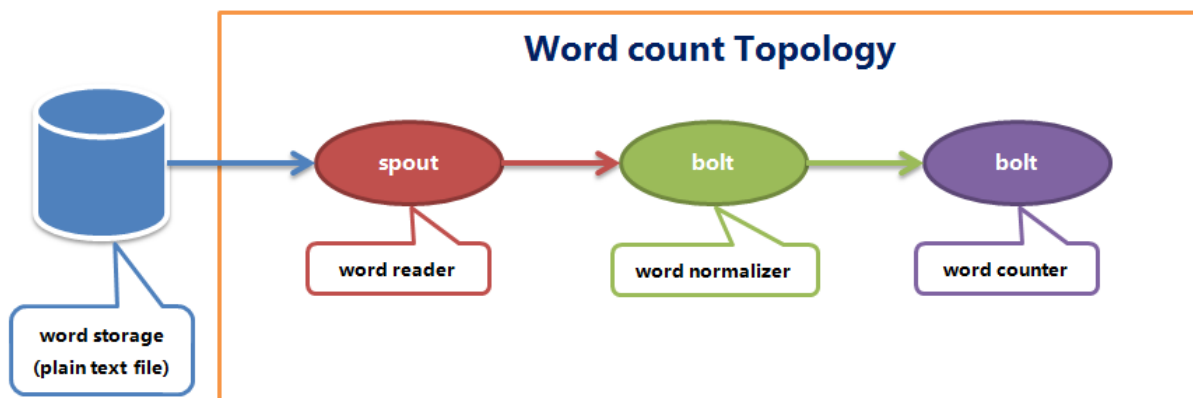 Word count Topology
spout
bolt
bolt
word reader
word normalizer
word counter
word storage
(plain text file)